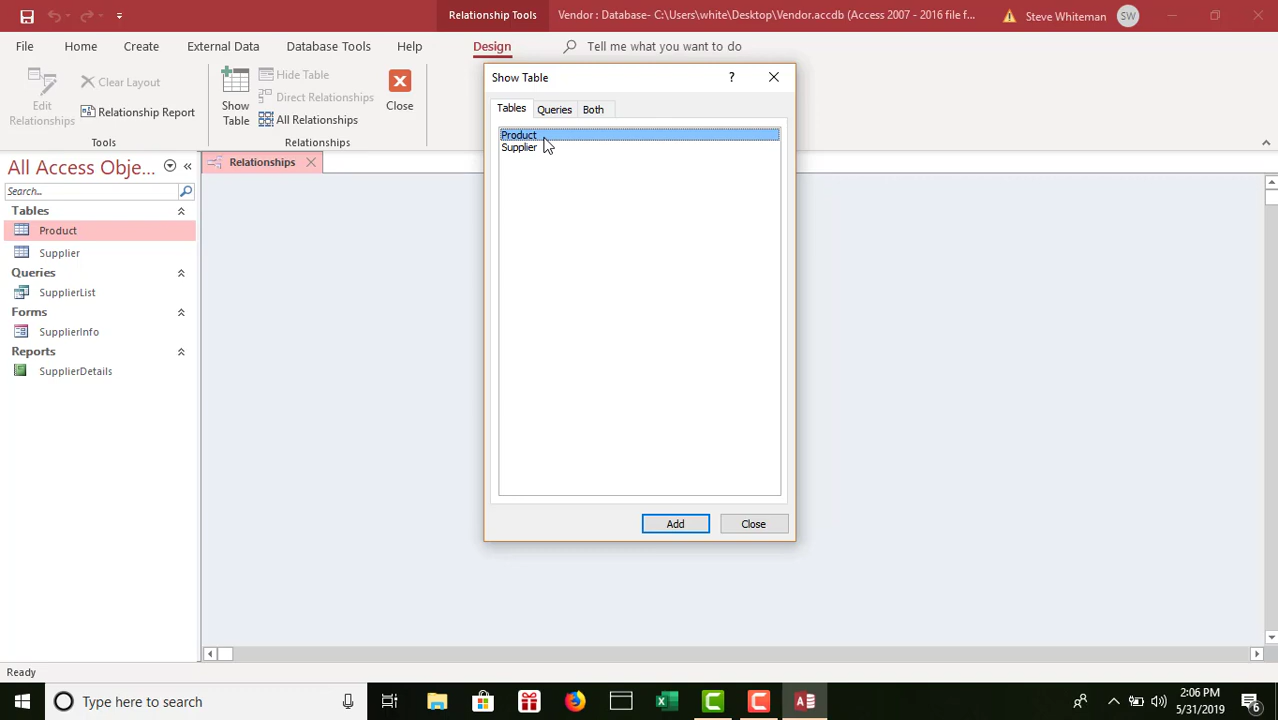 Relationship Tools
Vendor : Database- C:\Users\white\Desktop\Vendor.accdb (Access 2007 - 2016 file f...
Steve Whiteman
SW
File
Home
Create
External Data
Database Tools
Help
Design
Tell me what you want to do
Edit
Relationships
Clear Layout
Relationship Report
Tools
Show
Table
Hide Table
Direct Relationships
All Relationships
Close
Relationships
All Access Obje...
Search...
Tables
Product
Supplier
Queries
SupplierList
Forms
SupplierInfo
Reports
SupplierDetails
Relationships
Show Table
?
Tables
Queries
Both
Product
Supplier
Add
Close
Ready
Type here to search
2:06 PM
5/31/2019
6